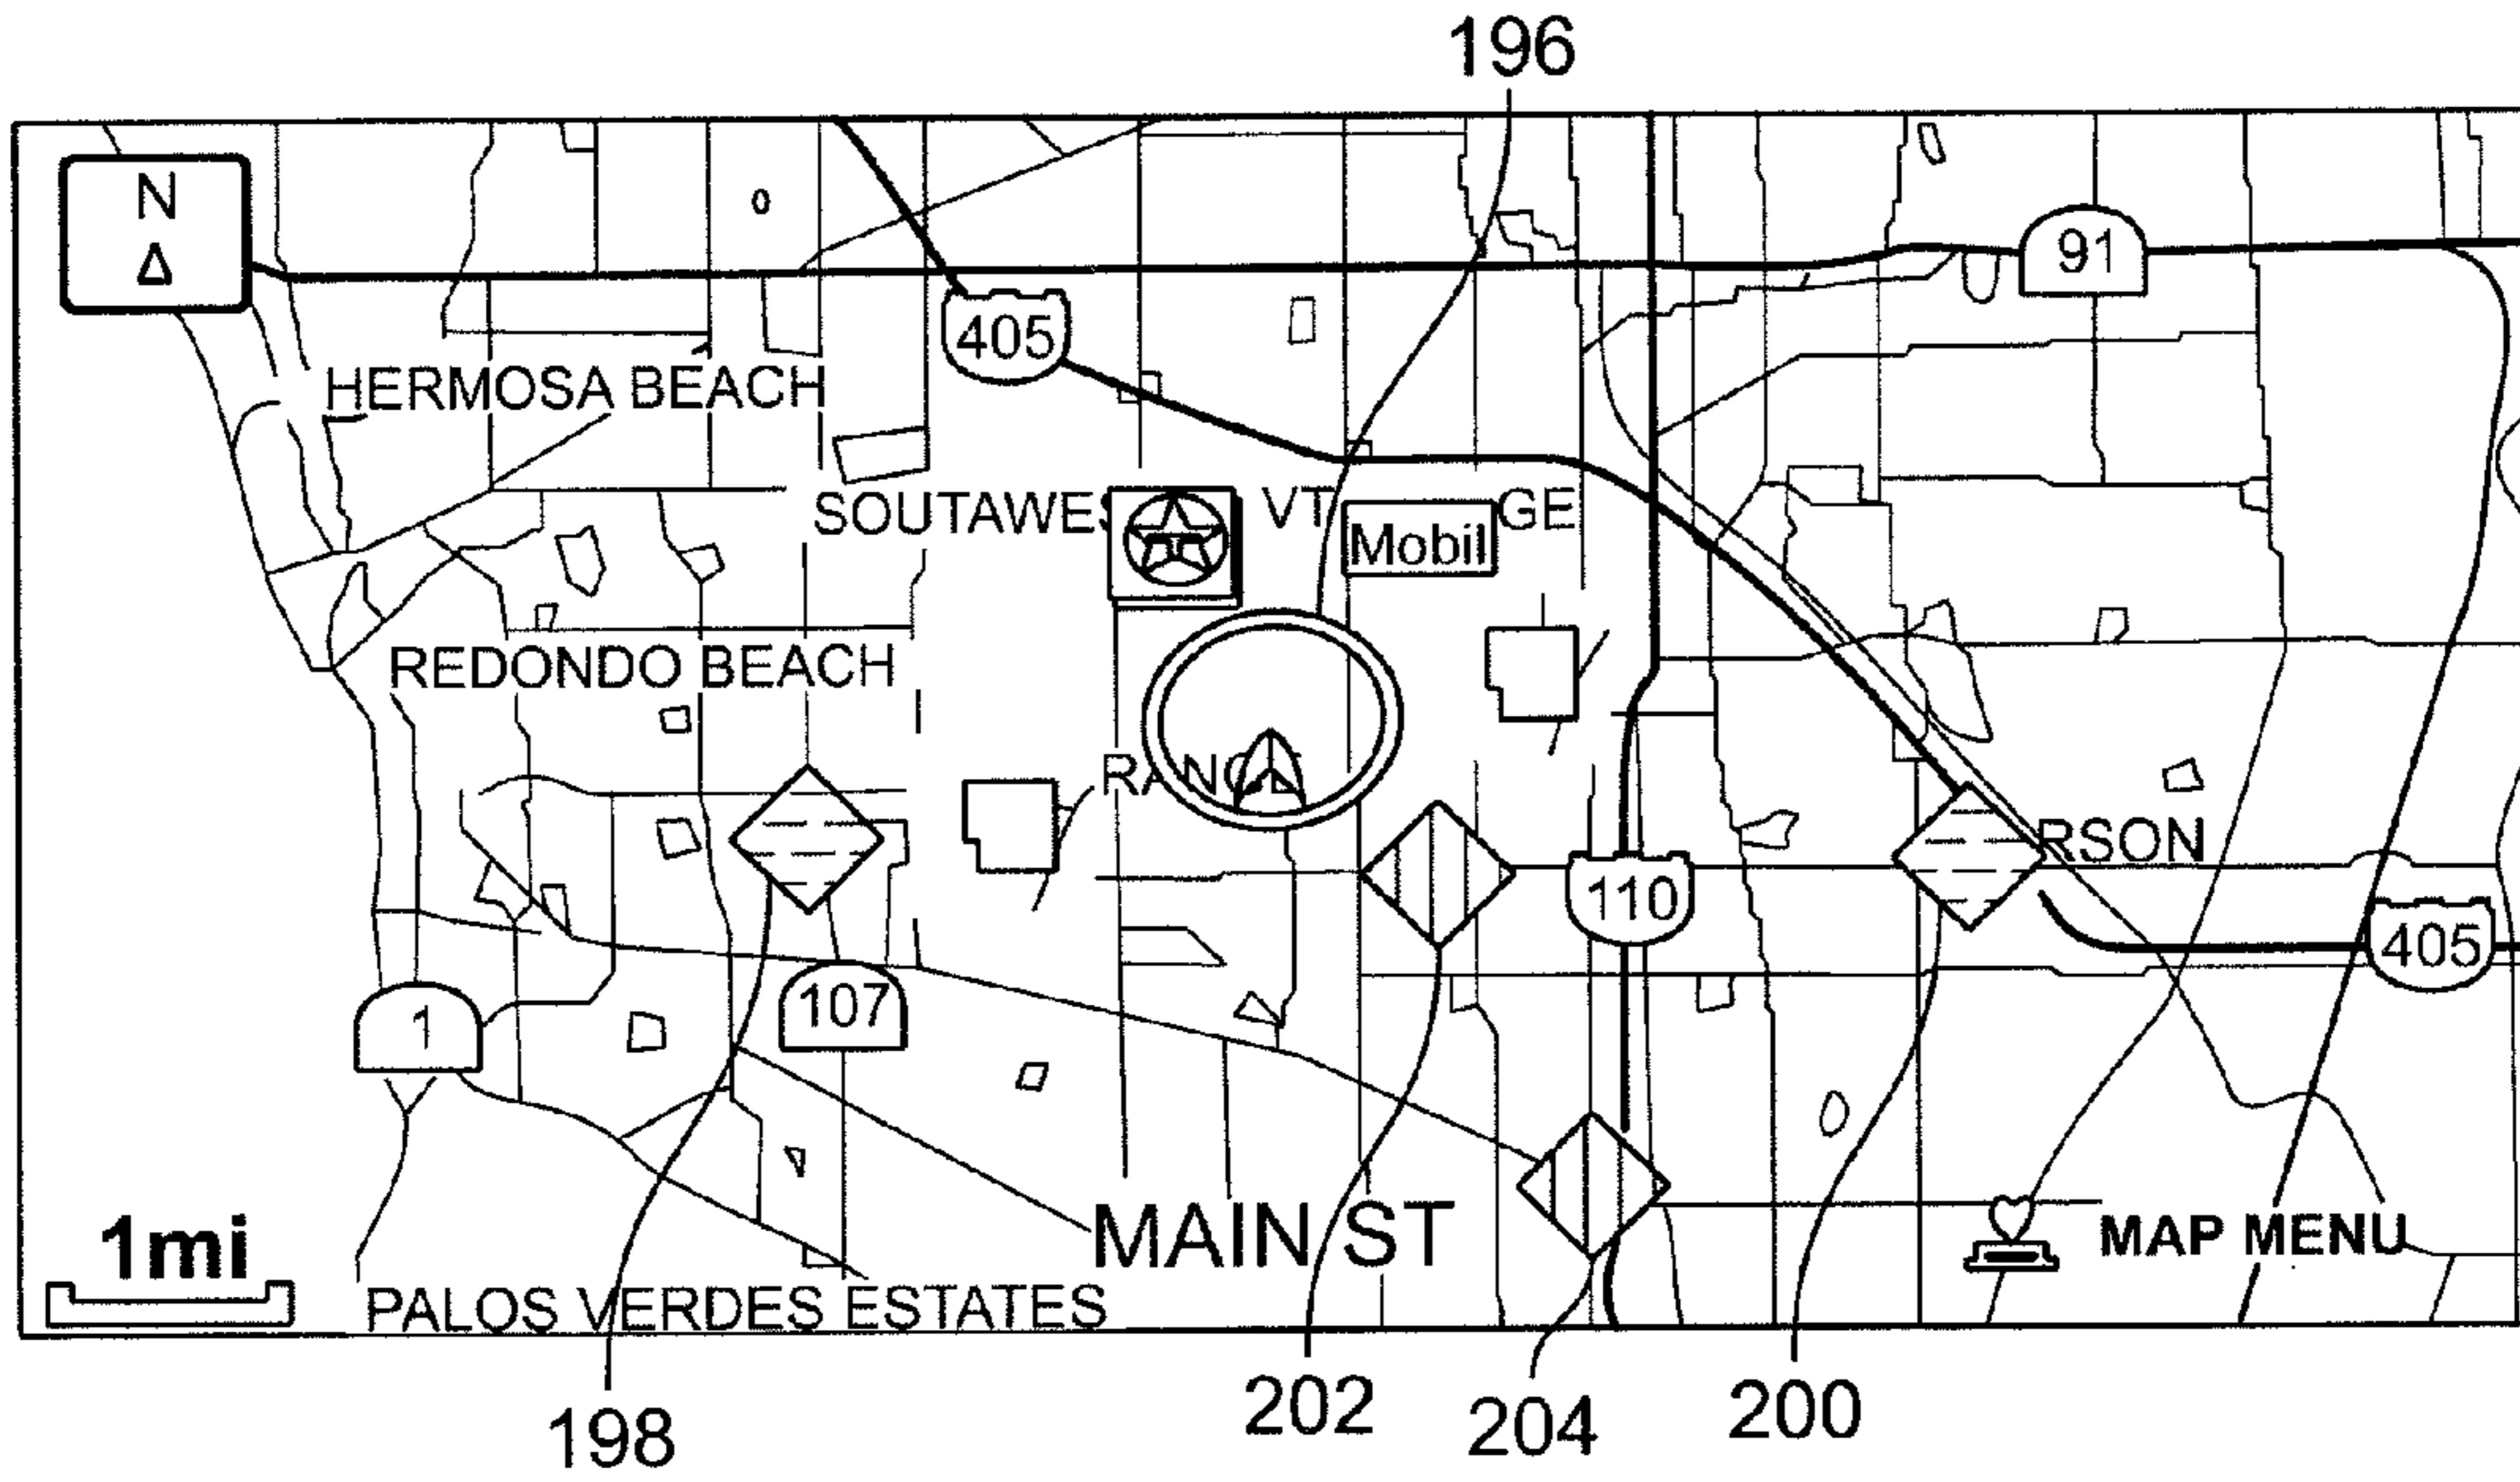 196
N
91
405
HERMOSA BEACH
SOUTAWES VT GE
Mobil
REDONDO BEACH
RANCE
RSON
110
405
107
1
MAIN ST
1mi
MAP MENU
PALOS VERDES ESTATES
202
204
200
198